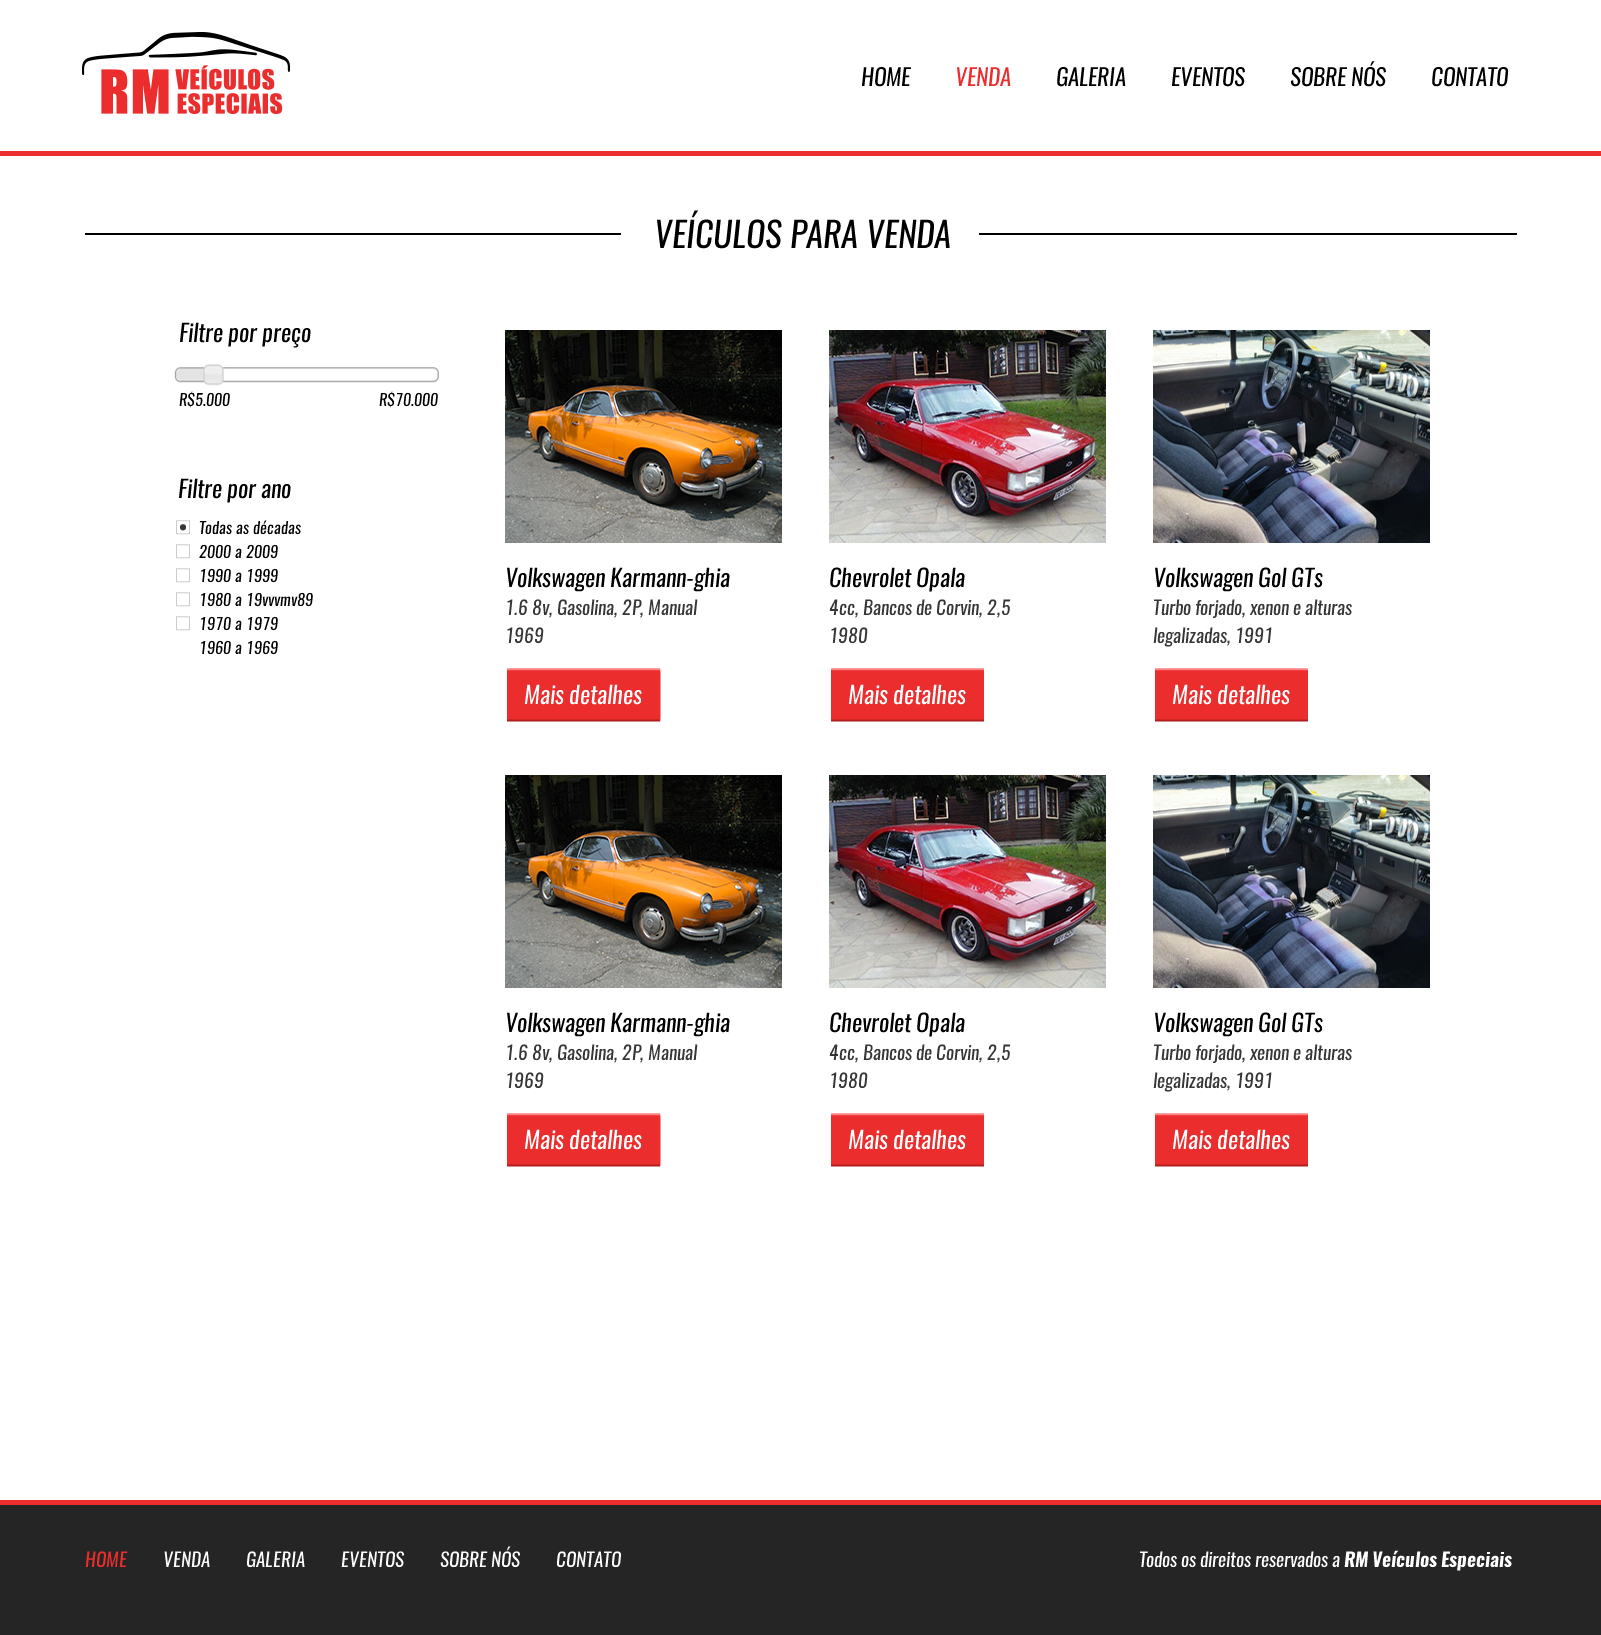 RM VEÍCULOS
ESPECIAIS
HOME VENDA GALERIA EVENTOS SOBRE NÓS CONTATO
VEÍCULOS PARA VENDA
Filtre por preço
R$5.000 R$70.000
Filtre por ano
Todas as décadas
2000 a 2009
1990 a 1999
1980 a 19vvvmv89
1970 a 1979
1960 a 1969
Volkswagen Karmann-ghia
1.6 8v, Gasolina, 2P, Manual
1969
Mais detalhes
Chevrolet Opala
4cc, Bancos de Corvin, 2,5
1980
Mais detalhes
Volkswagen Gol GTs
Turbo forjado, xenon e alturas
legalizadas, 1991
Mais detalhes
Volkswagen Karmann-ghia
1.6 8v, Gasolina, 2P, Manual
1969
Mais detalhes
Chevrolet Opala
4cc, Bancos de Corvin, 2,5
1980
Mais detalhes
Volkswagen Gol GTs
Turbo forjado, xenon e alturas
legalizadas, 1991
Mais detalhes
HOME VENDA GALERIA EVENTOS SOBRE NÓS CONTATO
Todos os direitos reservados a RM Veículos Especiais